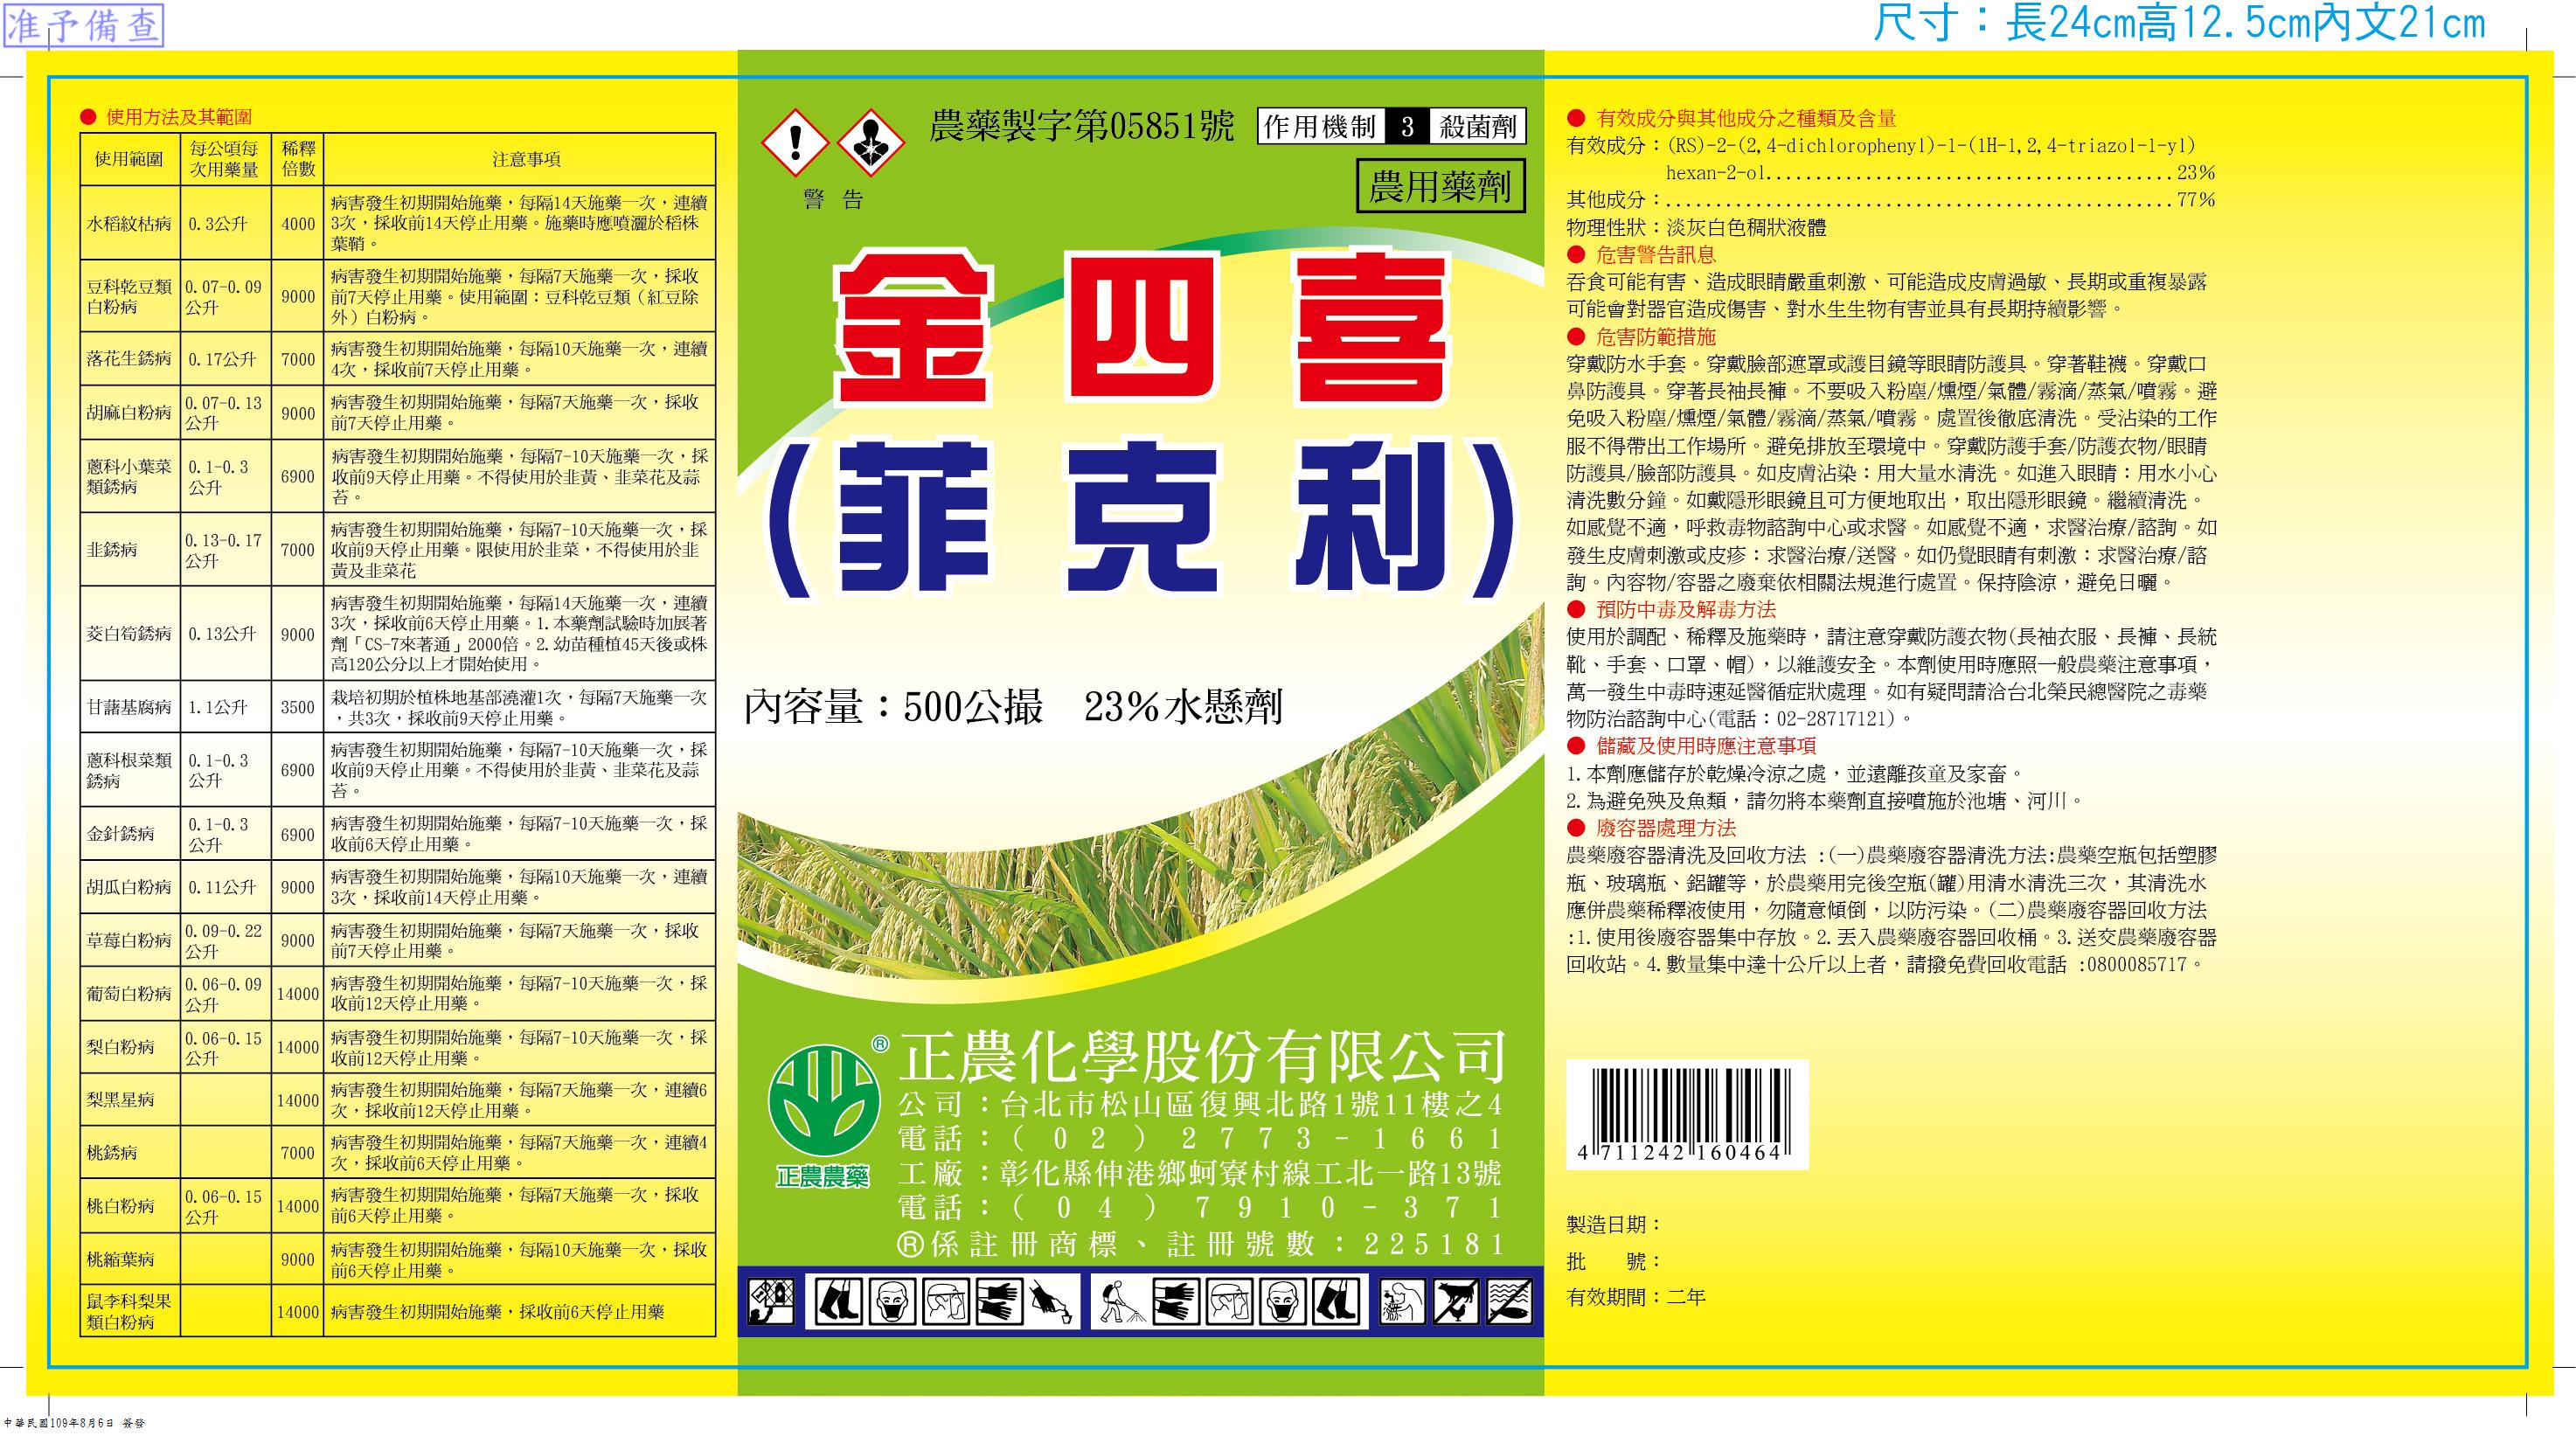 准予備查
尺寸：長24cm高12.5cm內文21cm
● 使用方法及其範圍
使用範圍 每公頃每次用藥量 稀釋倍數 注意事項
水稻紋枯病 0.3公升 4000 病害發生初期開始施藥，每隔14天施藥一次，連續
3次，採收前14天停止用藥。施藥時應噴灑於稻株
葉鞘。
豆科乾豆類白粉病 0.07-0.09公升 9000 病害發生初期開始施藥，每隔7天施藥一次，採收
前7天停止用藥。使用範圍：豆科乾豆類（紅豆除
外）白粉病。
落花生銹病 0.17公升 7000 病害發生初期開始施藥，每隔10天施藥一次，連續
4次，採收前7天停止用藥。
胡麻白粉病 0.07-0.13公升 9000 病害發生初期開始施藥，每隔7天施藥一次，採收
前7天停止用藥。
蔥科小葉菜類銹病 0.1-0.3公升 6900 病害發生初期開始施藥，每隔7-10天施藥一次，採
收前9天停止用藥。不得使用於韭黃、韭菜花及蒜
苔。
韭銹病 0.13-0.17公升 7000 病害發生初期開始施藥，每隔7-10天施藥一次，採
收前9天停止用藥。限使用於韭菜，不得使用於韭
黃及韭菜花
茭白筍銹病 0.13公升 9000 病害發生初期開始施藥，每隔14天施藥一次，連續
3次，採收前6天停止用藥。1.本藥劑試驗時加展著
劑「CS-7來著通」2000倍。2.幼苗種植45天後或株
高120公分以上才開始使用。
甘藷基腐病 1.1公升 3500 栽培初期於植株地基部澆灌1次，每隔7天施藥一次
，共3次，採收前9天停止用藥。
蔥科根菜類銹病 0.1-0.3公升 6900 病害發生初期開始施藥，每隔7-10天施藥一次，採
收前9天停止用藥。不得使用於韭黃、韭菜花及蒜
苔。
金針銹病 0.1-0.3公升 6900 病害發生初期開始施藥，每隔7-10天施藥一次，採
收前6天停止用藥。
胡瓜白粉病 0.11公升 9000 病害發生初期開始施藥，每隔10天施藥一次，連續
3次，採收前14天停止用藥。
草莓白粉病 0.09-0.22公升 9000 病害發生初期開始施藥，每隔7天施藥一次，採收
前7天停止用藥。
葡萄白粉病 0.06-0.09公升 14000 病害發生初期開始施藥，每隔7-10天施藥一次，採
收前12天停止用藥。
梨白粉病 0.06-0.15公升 14000 病害發生初期開始施藥，每隔7-10天施藥一次，採
收前12天停止用藥。
梨黑星病 14000 病害發生初期開始施藥，每隔7天施藥一次，連續6
次，採收前12天停止用藥。
桃銹病 7000 病害發生初期開始施藥，每隔7天施藥一次，連續4
次，採收前6天停止用藥。
桃白粉病 0.06-0.15公升 14000 病害發生初期開始施藥，每隔7天施藥一次，採收
前6天停止用藥。
桃縮葉病 9000 病害發生初期開始施藥，每隔10天施藥一次，採收
前6天停止用藥。
鼠李科梨果類白粉病 14000 病害發生初期開始施藥，採收前6天停止用藥
農藥製字第05851號 作用機制 3 殺菌劑
警告
農用藥劑
金四喜
(菲克利)
內容量：500公撮 23%水懸劑
® 正農化學股份有限公司
正農農藥
公司：台北市松山區復興北路1號11樓之4
電話：(02)2773-1661
工廠：彰化縣伸港鄉蚵寮村線工北一路13號
電話：(04)7910-371
®係註冊商標、註冊號數：225181
● 有效成分與其他成分之種類及含量
有效成分：(RS)-2-(2,4-dichlorophenyl)-1-(1H-1,2,4-triazol-1-yl)
hexan-2-ol.........................................23%
其他成分：...................................................77%
物理性狀：淡灰白色稠狀液體
● 危害警告訊息
吞食可能有害、造成眼睛嚴重刺激、可能造成皮膚過敏、長期或重複暴露
可能會對器官造成傷害、對水生生物有害並具有長期持續影響。
● 危害防範措施
穿戴防水手套。穿戴臉部遮罩或護目鏡等眼睛防護具。穿著鞋襪。穿戴口
鼻防護具。穿著長袖長褲。不要吸入粉塵/燻煙/氣體/霧滴/蒸氣/噴霧。避
免吸入粉塵/燻煙/氣體/霧滴/蒸氣/噴霧。處置後徹底清洗。受沾染的工作
服不得帶出工作場所。避免排放至環境中。穿戴防護手套/防護衣物/眼睛
防護具/臉部防護具。如皮膚沾染：用大量水清洗。如進入眼睛：用水小心
清洗數分鐘。如戴隱形眼鏡且可方便地取出，取出隱形眼鏡。繼續清洗。
如感覺不適，呼救毒物諮詢中心或求醫。如感覺不適，求醫治療/諮詢。如
發生皮膚刺激或皮疹：求醫治療/送醫。如仍覺眼睛有刺激：求醫治療/諮
詢。內容物/容器之廢棄依相關法規進行處置。保持陰涼，避免日曬。
● 預防中毒及解毒方法
使用於調配、稀釋及施藥時，請注意穿戴防護衣物(長袖衣服、長褲、長統
靴、手套、口罩、帽)，以維護安全。本劑使用時應照一般農藥注意事項，
萬一發生中毒時速延醫循症狀處理。如有疑問請洽台北榮民總醫院之毒藥
物防治諮詢中心(電話：02-28717121)。
● 儲藏及使用時應注意事項
1.本劑應儲存於乾燥冷涼之處，並遠離孩童及家畜。
2.為避免殃及魚類，請勿將本藥劑直接噴施於池塘、河川。
● 廢容器處理方法
農藥廢容器清洗及回收方法 :(一)農藥廢容器清洗方法:農藥空瓶包括塑膠
瓶、玻璃瓶、鋁罐等，於農藥用完後空瓶(罐)用清水清洗三次，其清洗水
應併農藥稀釋液使用，勿隨意傾倒，以防污染。(二)農藥廢容器回收方法
:1.使用後廢容器集中存放。2.丟入農藥廢容器回收桶。3.送交農藥廢容器
回收站。4.數量集中達十公斤以上者，請撥免費回收電話 :0800085717。
4 711242 160464
製造日期：
批　號：
有效期間：二年
中華民國109年8月6日 簽發